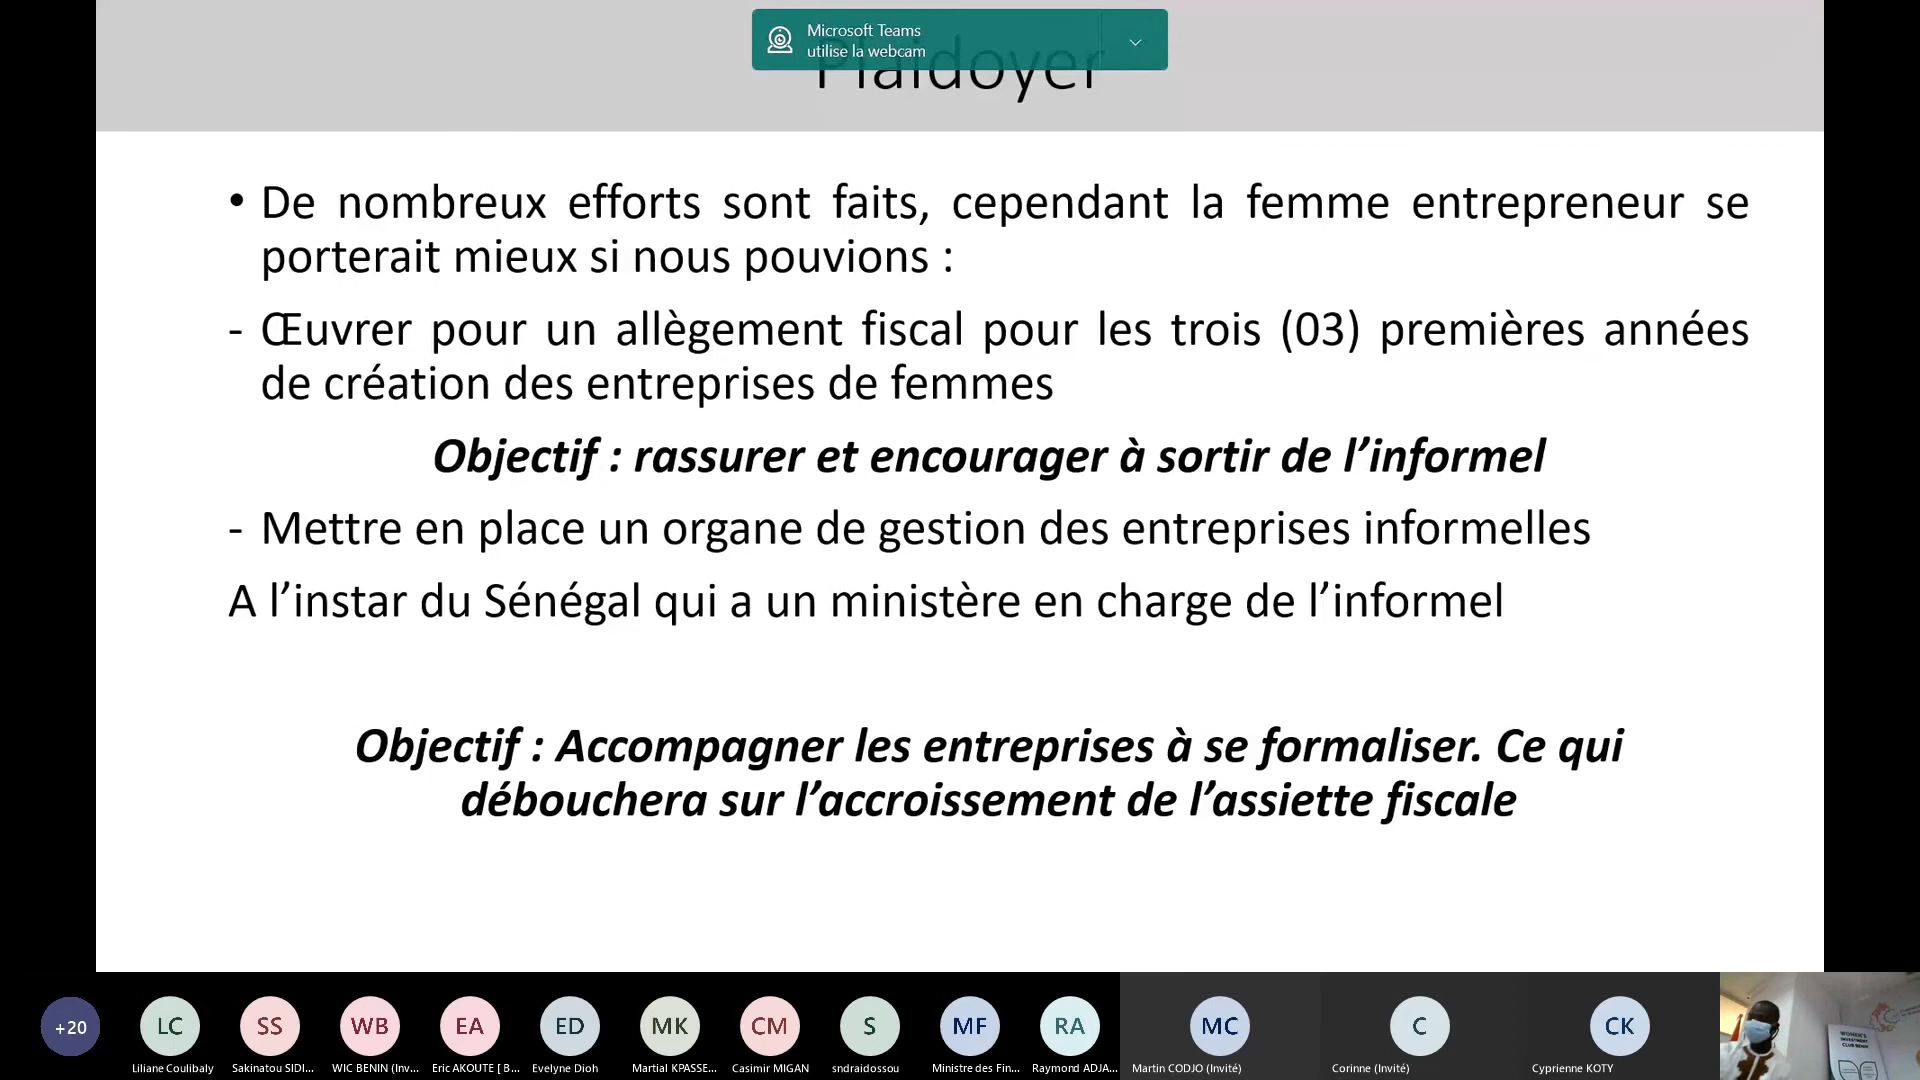 Microsoft Teams
utilise la webcam
Plaidoyer
• De nombreux efforts sont faits, cependant la femme entrepreneur se
porterait mieux si nous pouvions :
- Œuvrer pour un allègement fiscal pour les trois (03) premières années
de création des entreprises de femmes
Objectif : rassurer et encourager à sortir de l’informel
- Mettre en place un organe de gestion des entreprises informelles
A l’instar du Sénégal qui a un ministère en charge de l’informel
Objectif : Accompagner les entreprises à se formaliser. Ce qui
débouchera sur l’accroissement de l’assiette fiscale
+20 LC SS WB EA ED MK CM S MF RA MC C CK
Liliane Coulibaly Sakinatou SIDI... WIC BENIN (Inv... Eric AKOUTE [ B... Evelyne Dioh Martial KPASSE... Casimir MIGAN sndraidossou Ministre des Fin... Raymond ADJA... Martin CODJO (Invité) Corinne (Invité) Cyprienne KOTY
WOMEN'S
INVESTMENT
CLUB BENIN